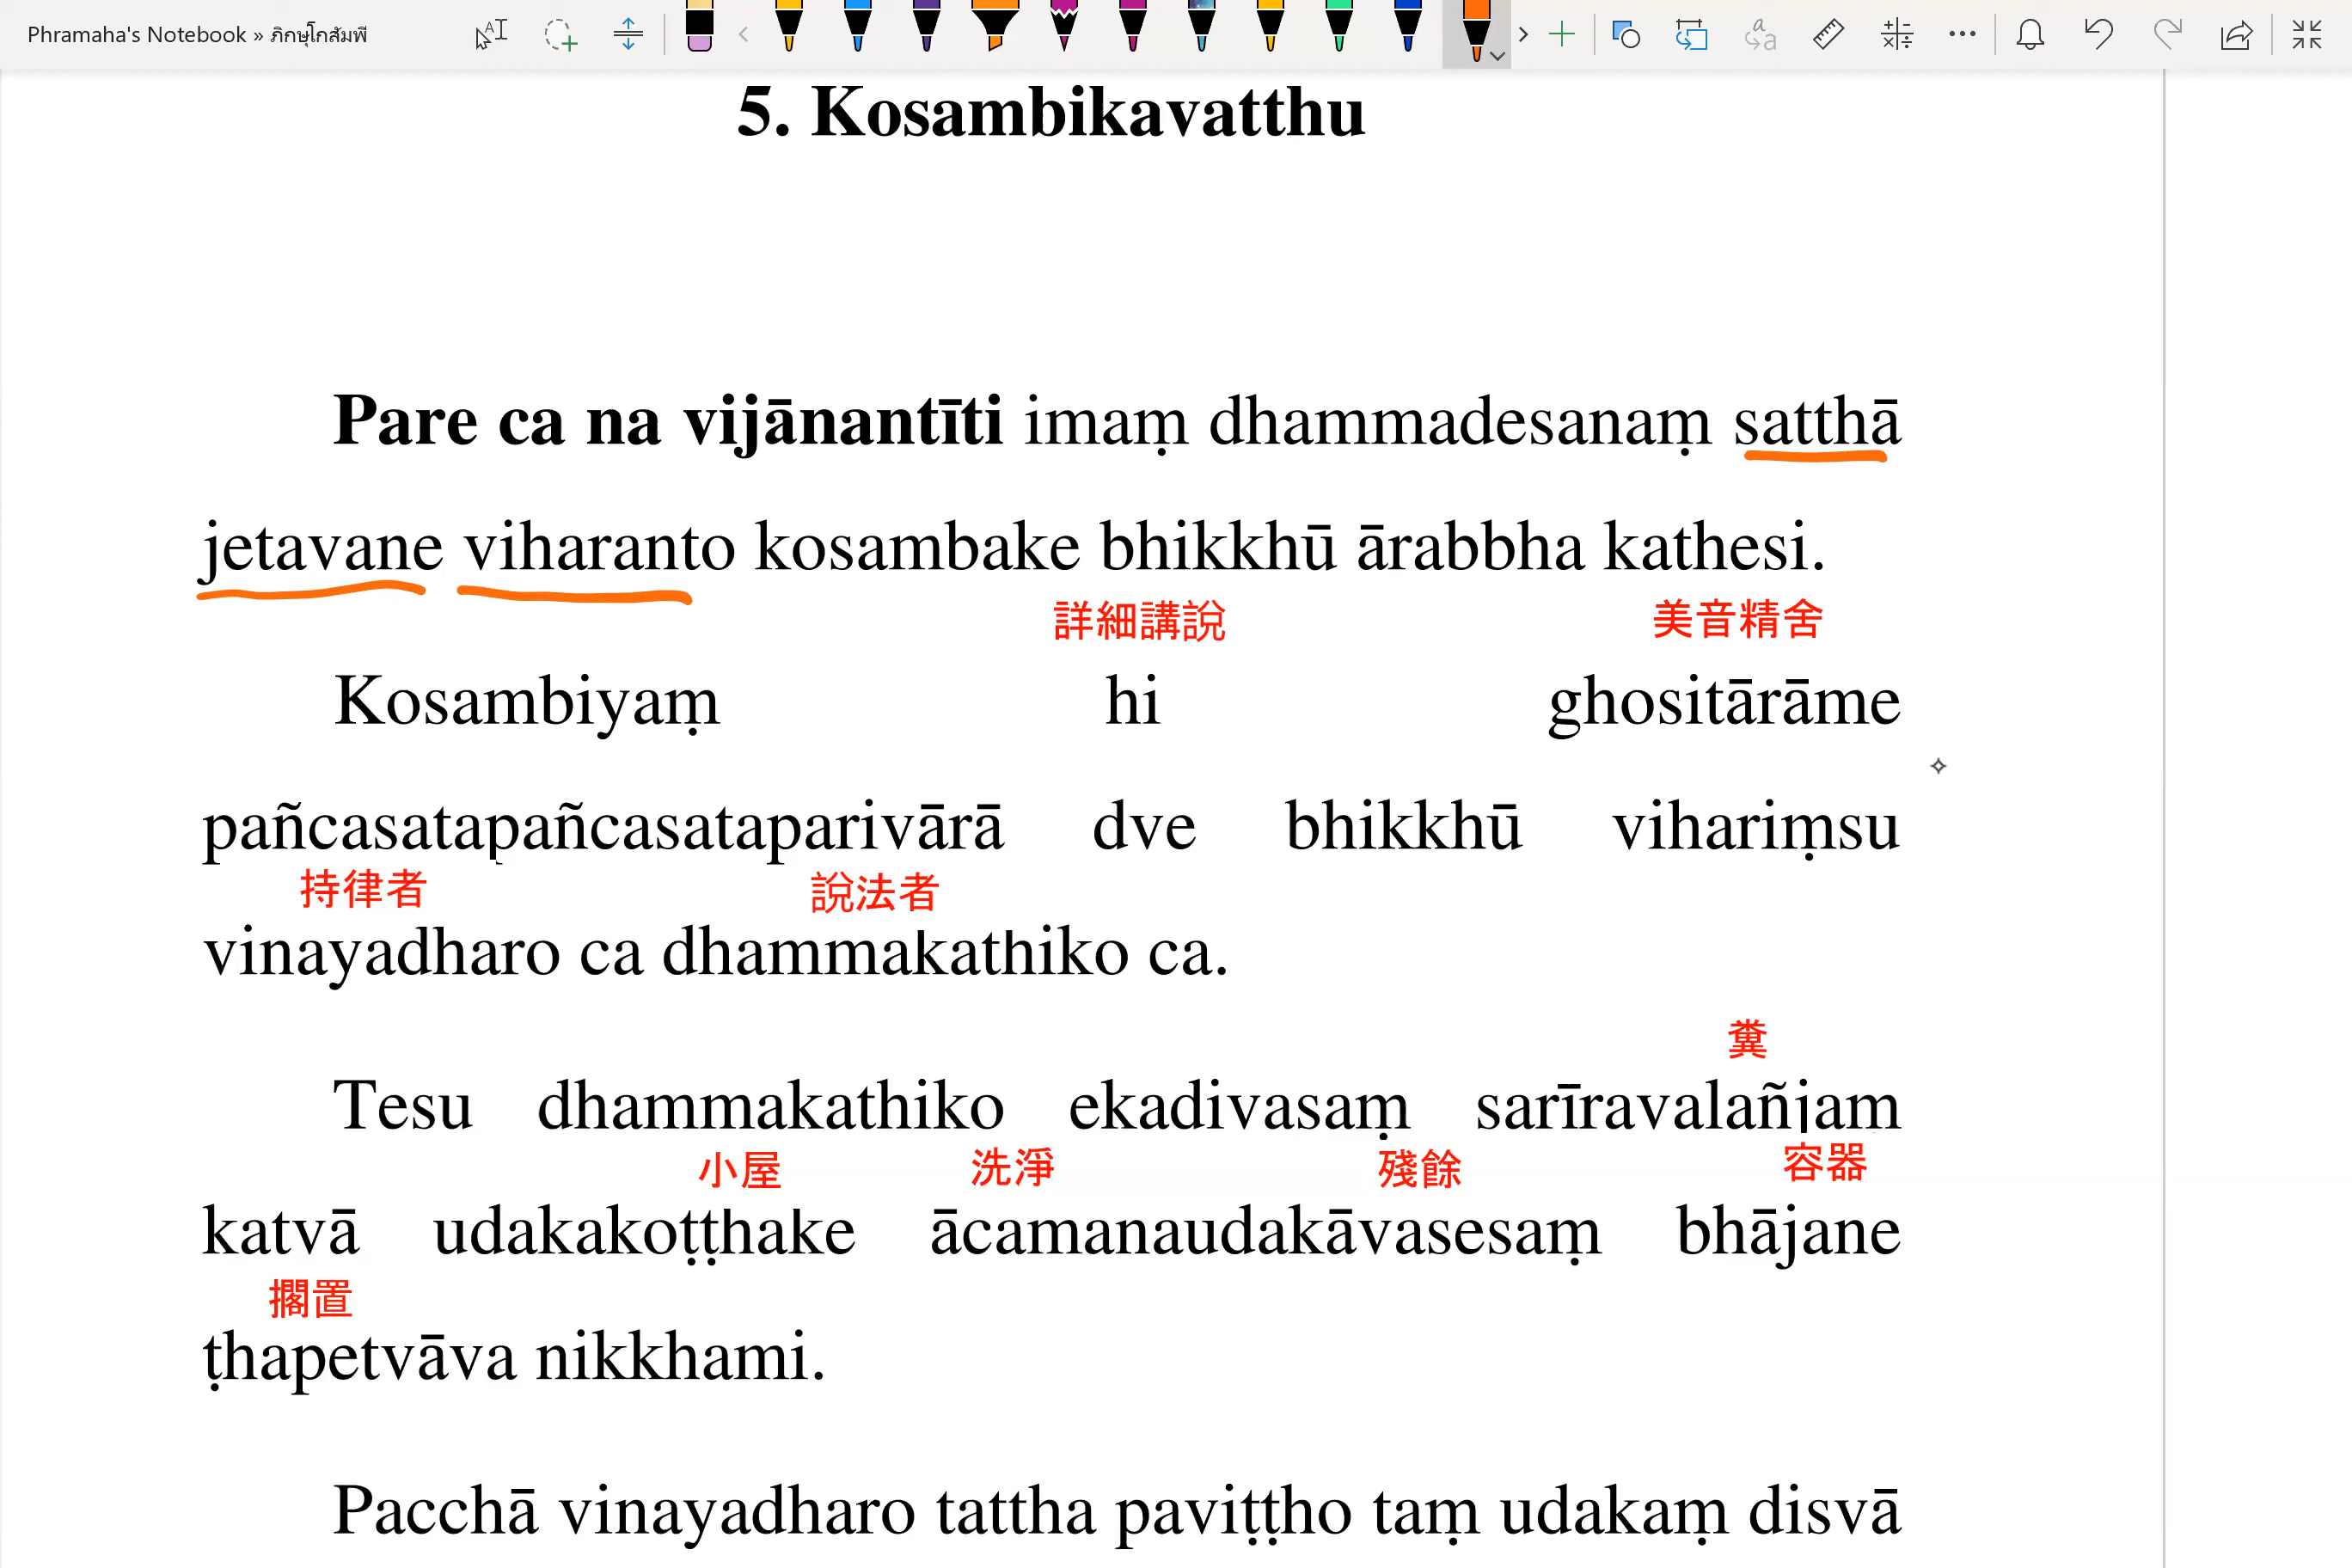 Phramaha's Notebook » ภิกษุโกสัมพี
5. Kosambikavatthu
Pare ca na vijānantīti imaṃ dhammadesanaṃ satthā
jetavane viharanto kosambake bhikkhū ārabbha kathesi.
詳細講說 美音精舍
Kosambiyaṃ hi ghositārāme
pañcasatapañcasataparivārā dve bhikkhū vihariṃsu
持律者 說法者
vinayadharo ca dhammakathiko ca.
糞
Tesu dhammakathiko ekadivasaṃ sarīravalañjaṃ
小屋 洗淨 殘餘 容器
katvā udakakoṭṭhake ācamanaudakāvasesaṃ bhājane
擱置
ṭhapetvāva nikkhami.
Pacchā vinayadharo tattha paviṭṭho taṃ udakaṃ disvā